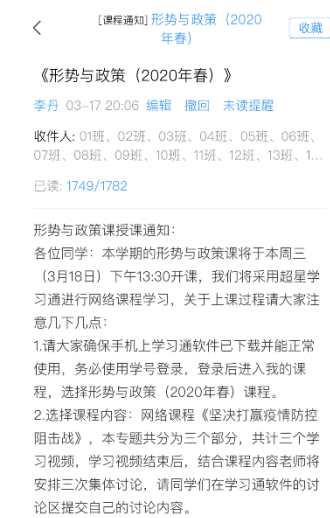 [课程通知] 形势与政策（2020
年春）
收藏
《形势与政策（2020年春）》
李丹 03-17 20:06 编辑 撤回 未读提醒
收件人: 01班、02班、03班、04班、05班、06班、
07班、08班、09班、10班、11班、12班、13班、1...
已读: 1749/1782
形势与政策课授课通知：
各位同学：本学期的形势与政策课将于本周三
（3月18日）下午13:30开课，我们将采用超星学
习通进行网络课程学习，关于上课过程请大家注
意几下几点：
1.请大家确保手机上学习通软件已下载并能正常
使用，务必使用学号登录，登录后进入我的课
程，选择形势与政策（2020年春）课程。
2.选择课程内容：网络课程《坚决打赢疫情防控
阻击战》，本专题共分为三个部分，共计三个学
习视频，学习视频结束后，结合课程内容老师将
安排三次集体讨论，请同学们在学习通软件的讨
论区提交自己的讨论内容。